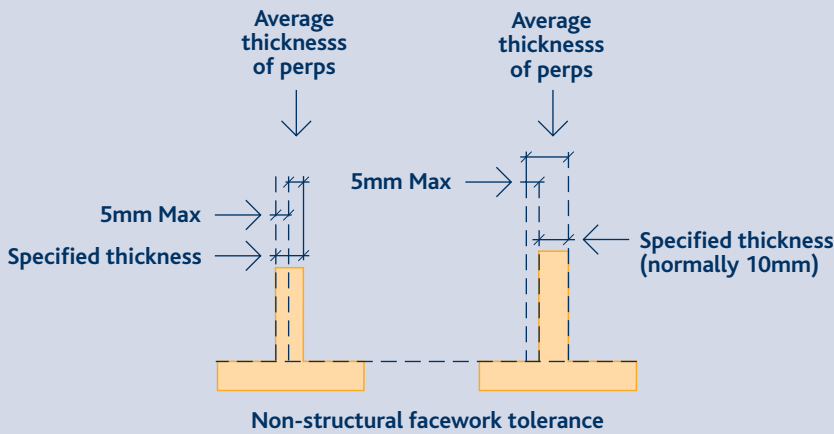 Average
thicknesss
of perps
Average
thicknesss
of perps
5mm Max
5mm Max
Specified thickness
Specified thickness
(normally 10mm)
Non-structural facework tolerance